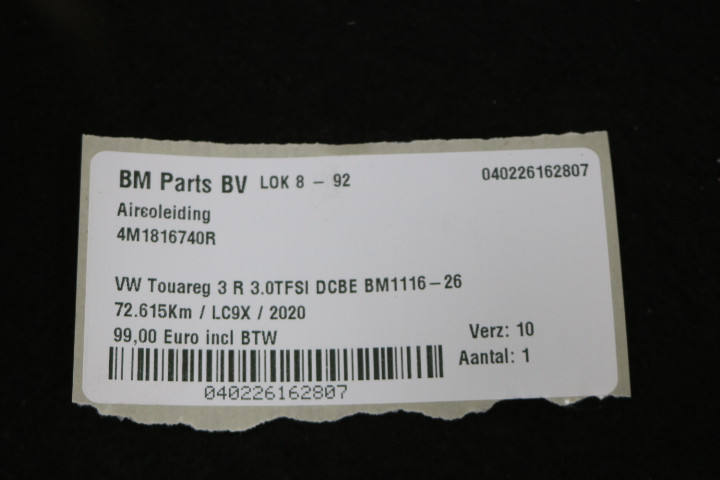 BM Parts BV LOK 8 - 92 040226162807
Aircoleiding
4M1816740R
VW Touareg 3 R 3.0TFSI DCBE BM1116-26
72.615Km / LC9X / 2020
99,00 Euro incl BTW Verz: 10
Aantal: 1
040226162807